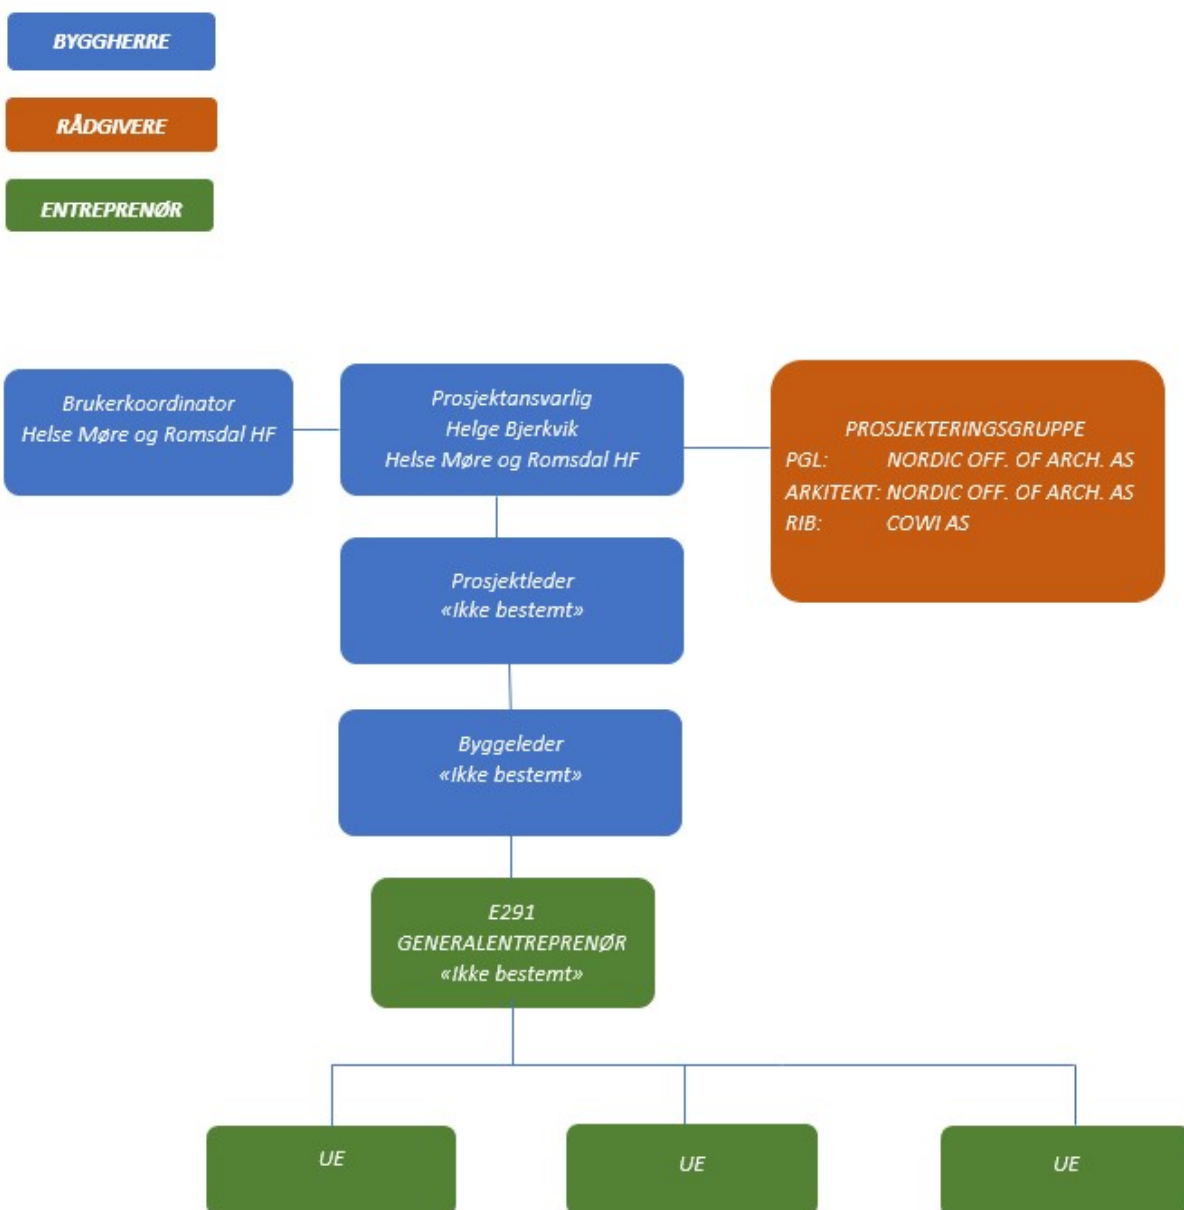 BYGGHERRE
RÅDGIVERE
ENTREPRENØR
Brukerkoordinator
Helse Møre og Romsdal HF
Prosjektansvarlig
Helge Bjerkvik
Helse Møre og Romsdal HF
PROSJEKTERINGSGRUPPE
PGL: NORDIC OFF. OF ARCH. AS
ARKITEKT: NORDIC OFF. OF ARCH. AS
RIB: COWI AS
Prosjektleder
«Ikke bestemt»
Byggeleder
«Ikke bestemt»
E291
GENERALENTREPRENØR
«Ikke bestemt»
UE
UE
UE